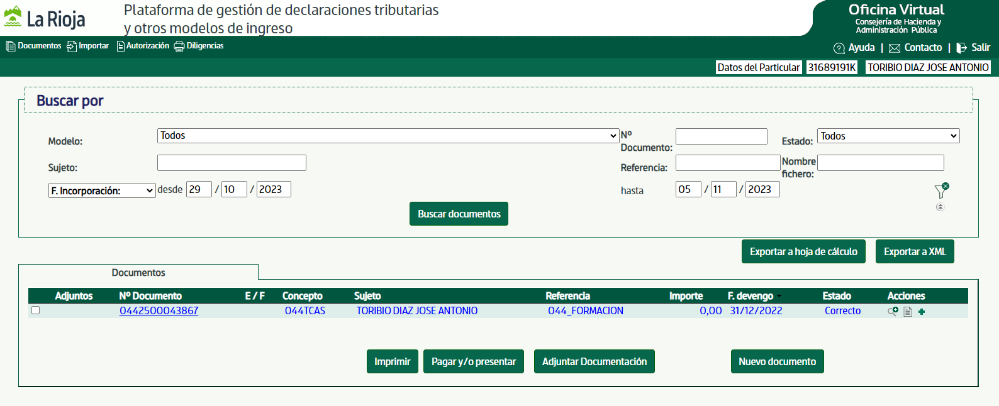 La Rioja
Plataforma de gestión de declaraciones tributarias
y otros modelos de ingreso
Oficina Virtual
Consejería de Hacienda y
Administración Pública
Documentos Importar Autorización Diligencias
Ayuda | Contacto | Salir
Datos del Particular 31689191K TORIBIO DIAZ JOSE ANTONIO
Buscar por
Modelo: Todos Nº Documento: Estado: Todos
Sujeto: Referencia: Nombre fichero:
F. Incorporación: desde 29 / 10 / 2023 hasta 05 / 11 / 2023
Buscar documentos
Exportar a hoja de cálculo Exportar a XML
Documentos
Adjuntos Nº Documento E / F Concepto Sujeto Referencia Importe F. devengo Estado Acciones
0442500043867 044TCAS TORIBIO DIAZ JOSE ANTONIO 044_FORMACION 0,00 31/12/2022 Correcto
Imprimir Pagar y/o presentar Adjuntar Documentación Nuevo documento